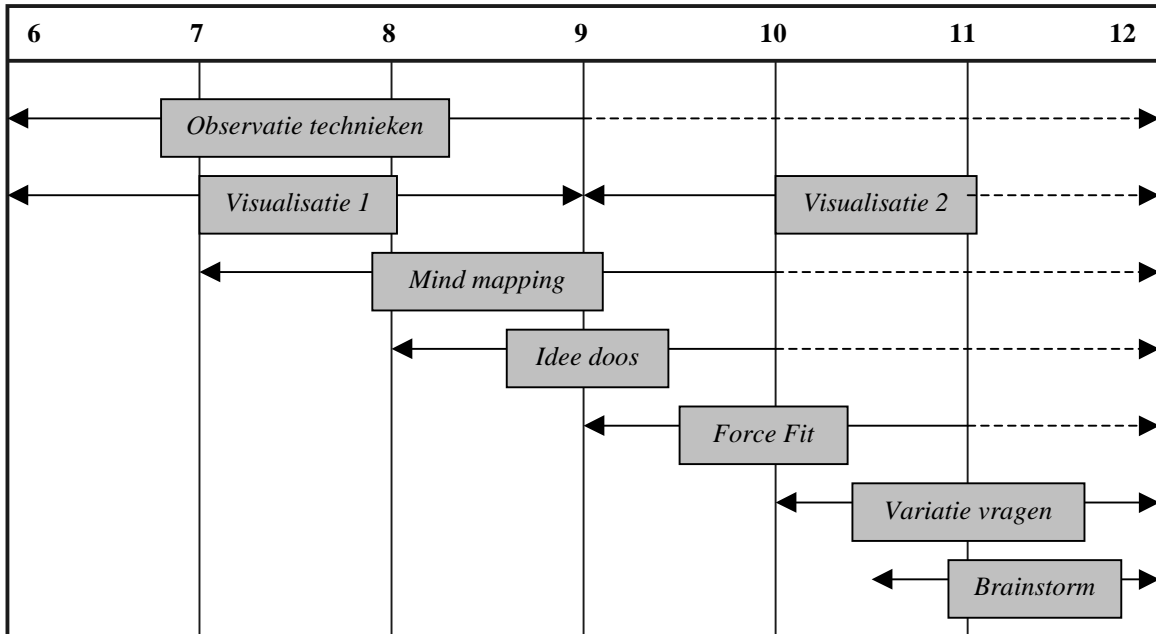 6 7 8 9 10 11 12
Observatie technieken
Visualisatie 1 Visualisatie 2
Mind mapping
Idee doos
Force Fit
Variatie vragen
Brainstorm